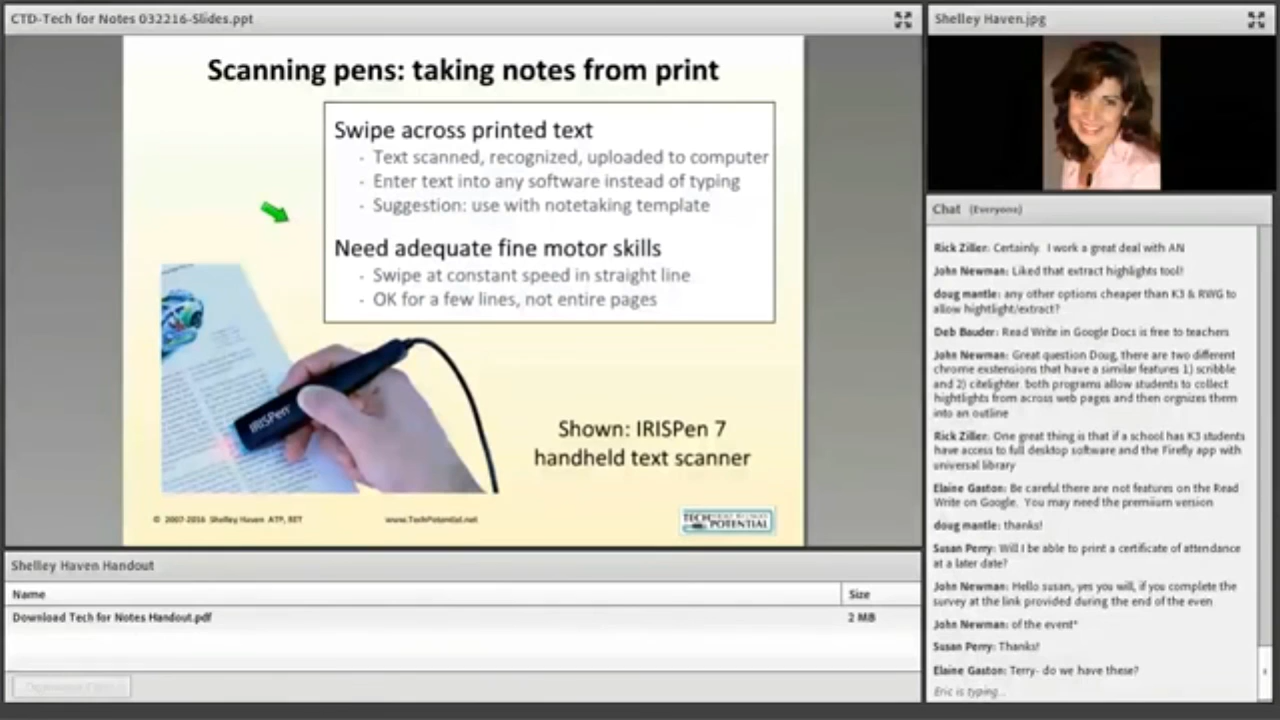 CTD-Tech for Notes 032216-Slides.ppt
Scanning pens: taking notes from print
Swipe across printed text
· Text scanned, recognized, uploaded to computer
· Enter text into any software instead of typing
· Suggestion: use with notetaking template
Need adequate fine motor skills
· Swipe at constant speed in straight line
· OK for a few lines, not entire pages
IRISPen
Shown: IRISPen 7
handheld text scanner
© 2007-2016 Shelley Haven ATP, RET
www.TechPotential.net
TECH
POTENTIAL
Shelley Haven Handout
Name Size
Download Tech for Notes Handout.pdf 2 MB
Shelley Haven.jpg
Chat (Everyone)
Rick Ziller: Certainly. I work a great deal with AN
John Newman: Liked that extract highlights tool!
doug mantle: any other options cheaper than K3 & RWG to
allow hightlight/extract?
Deb Bauder: Read Write in Google Docs is free to teachers
John Newman: Great question Doug, there are two different
chrome exstensions that have a similar features 1) scribble
and 2) citelighter both programs allow students to collect
hightlights from across web pages and then orgnizes them
into an outline
Rick Ziller: One great thing is that if a school has K3 students
have access to full desktop software and the Firefly app with
universal library
Elaine Gaston: Be careful there are not features on the Read
Write on Google. You may need the premiium version
doug mantle: thanks!
Susan Perry: Will I be able to print a certificate of attendance
at a later date?
John Newman: Hello susan, yes you will, if you complete the
survey at the link provided during the end of the even
John Newman: of the event*
Susan Perry: Thanks!
Elaine Gaston: Terry- do we have these?
Eric is typing...